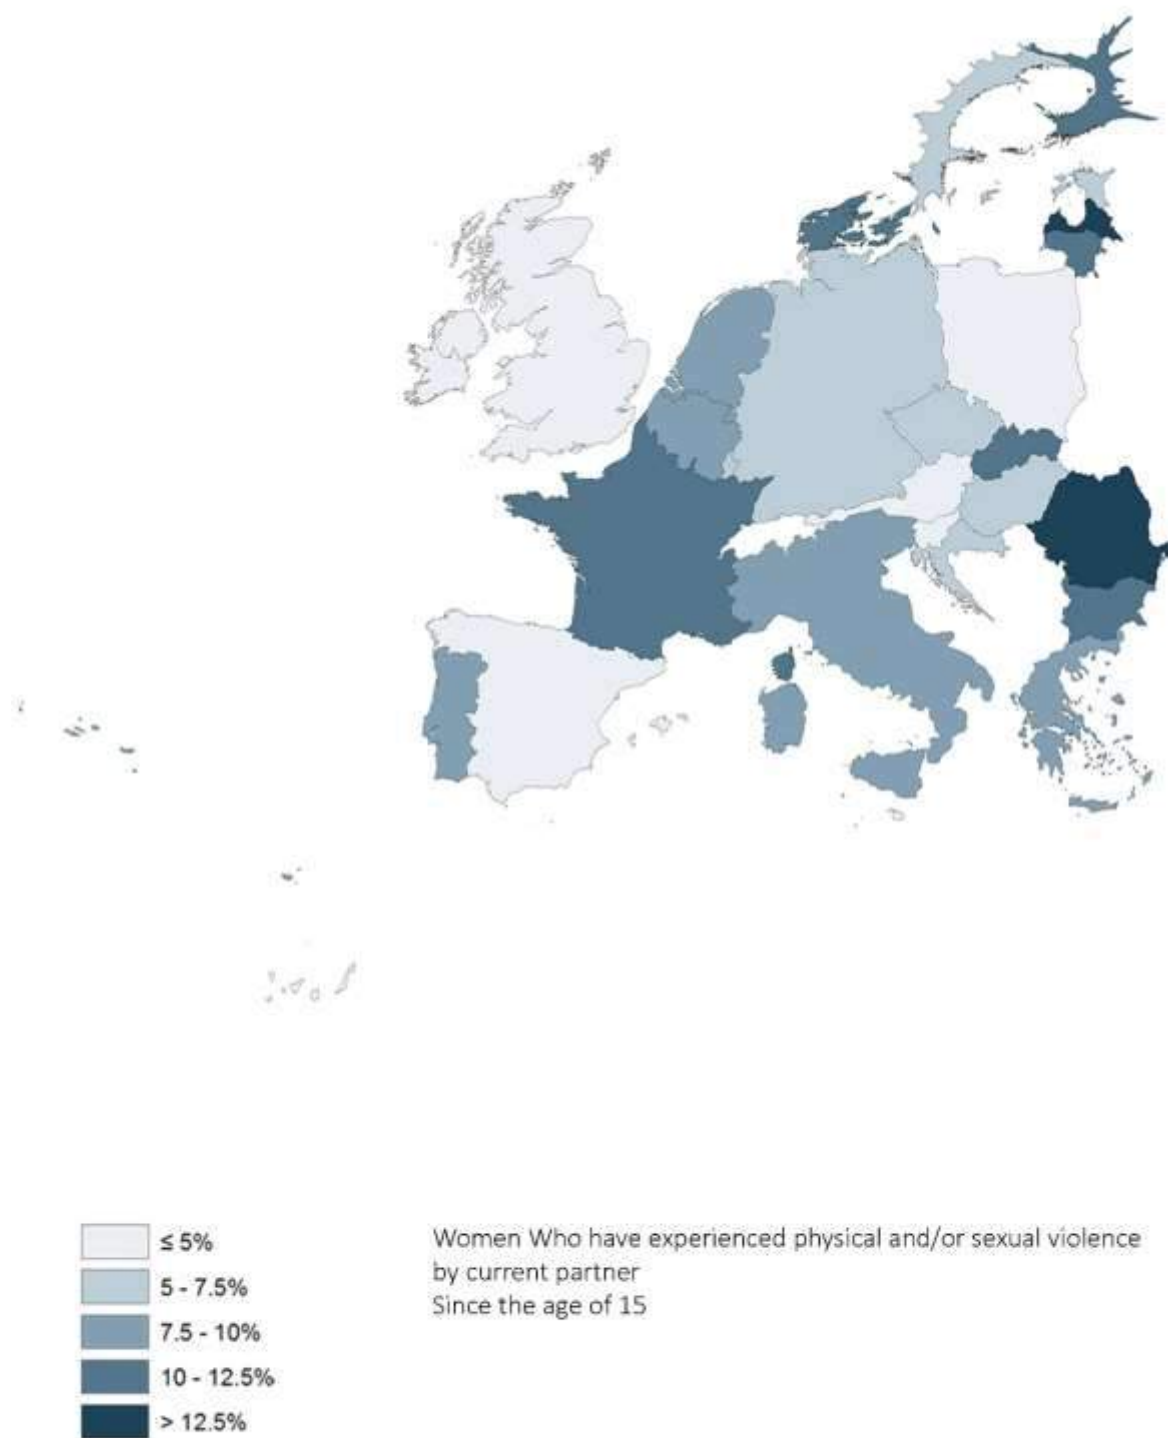 ≤ 5%
5 - 7.5%
7.5 - 10%
10 - 12.5%
> 12.5%
Women Who have experienced physical and/or sexual violence
by current partner
Since the age of 15